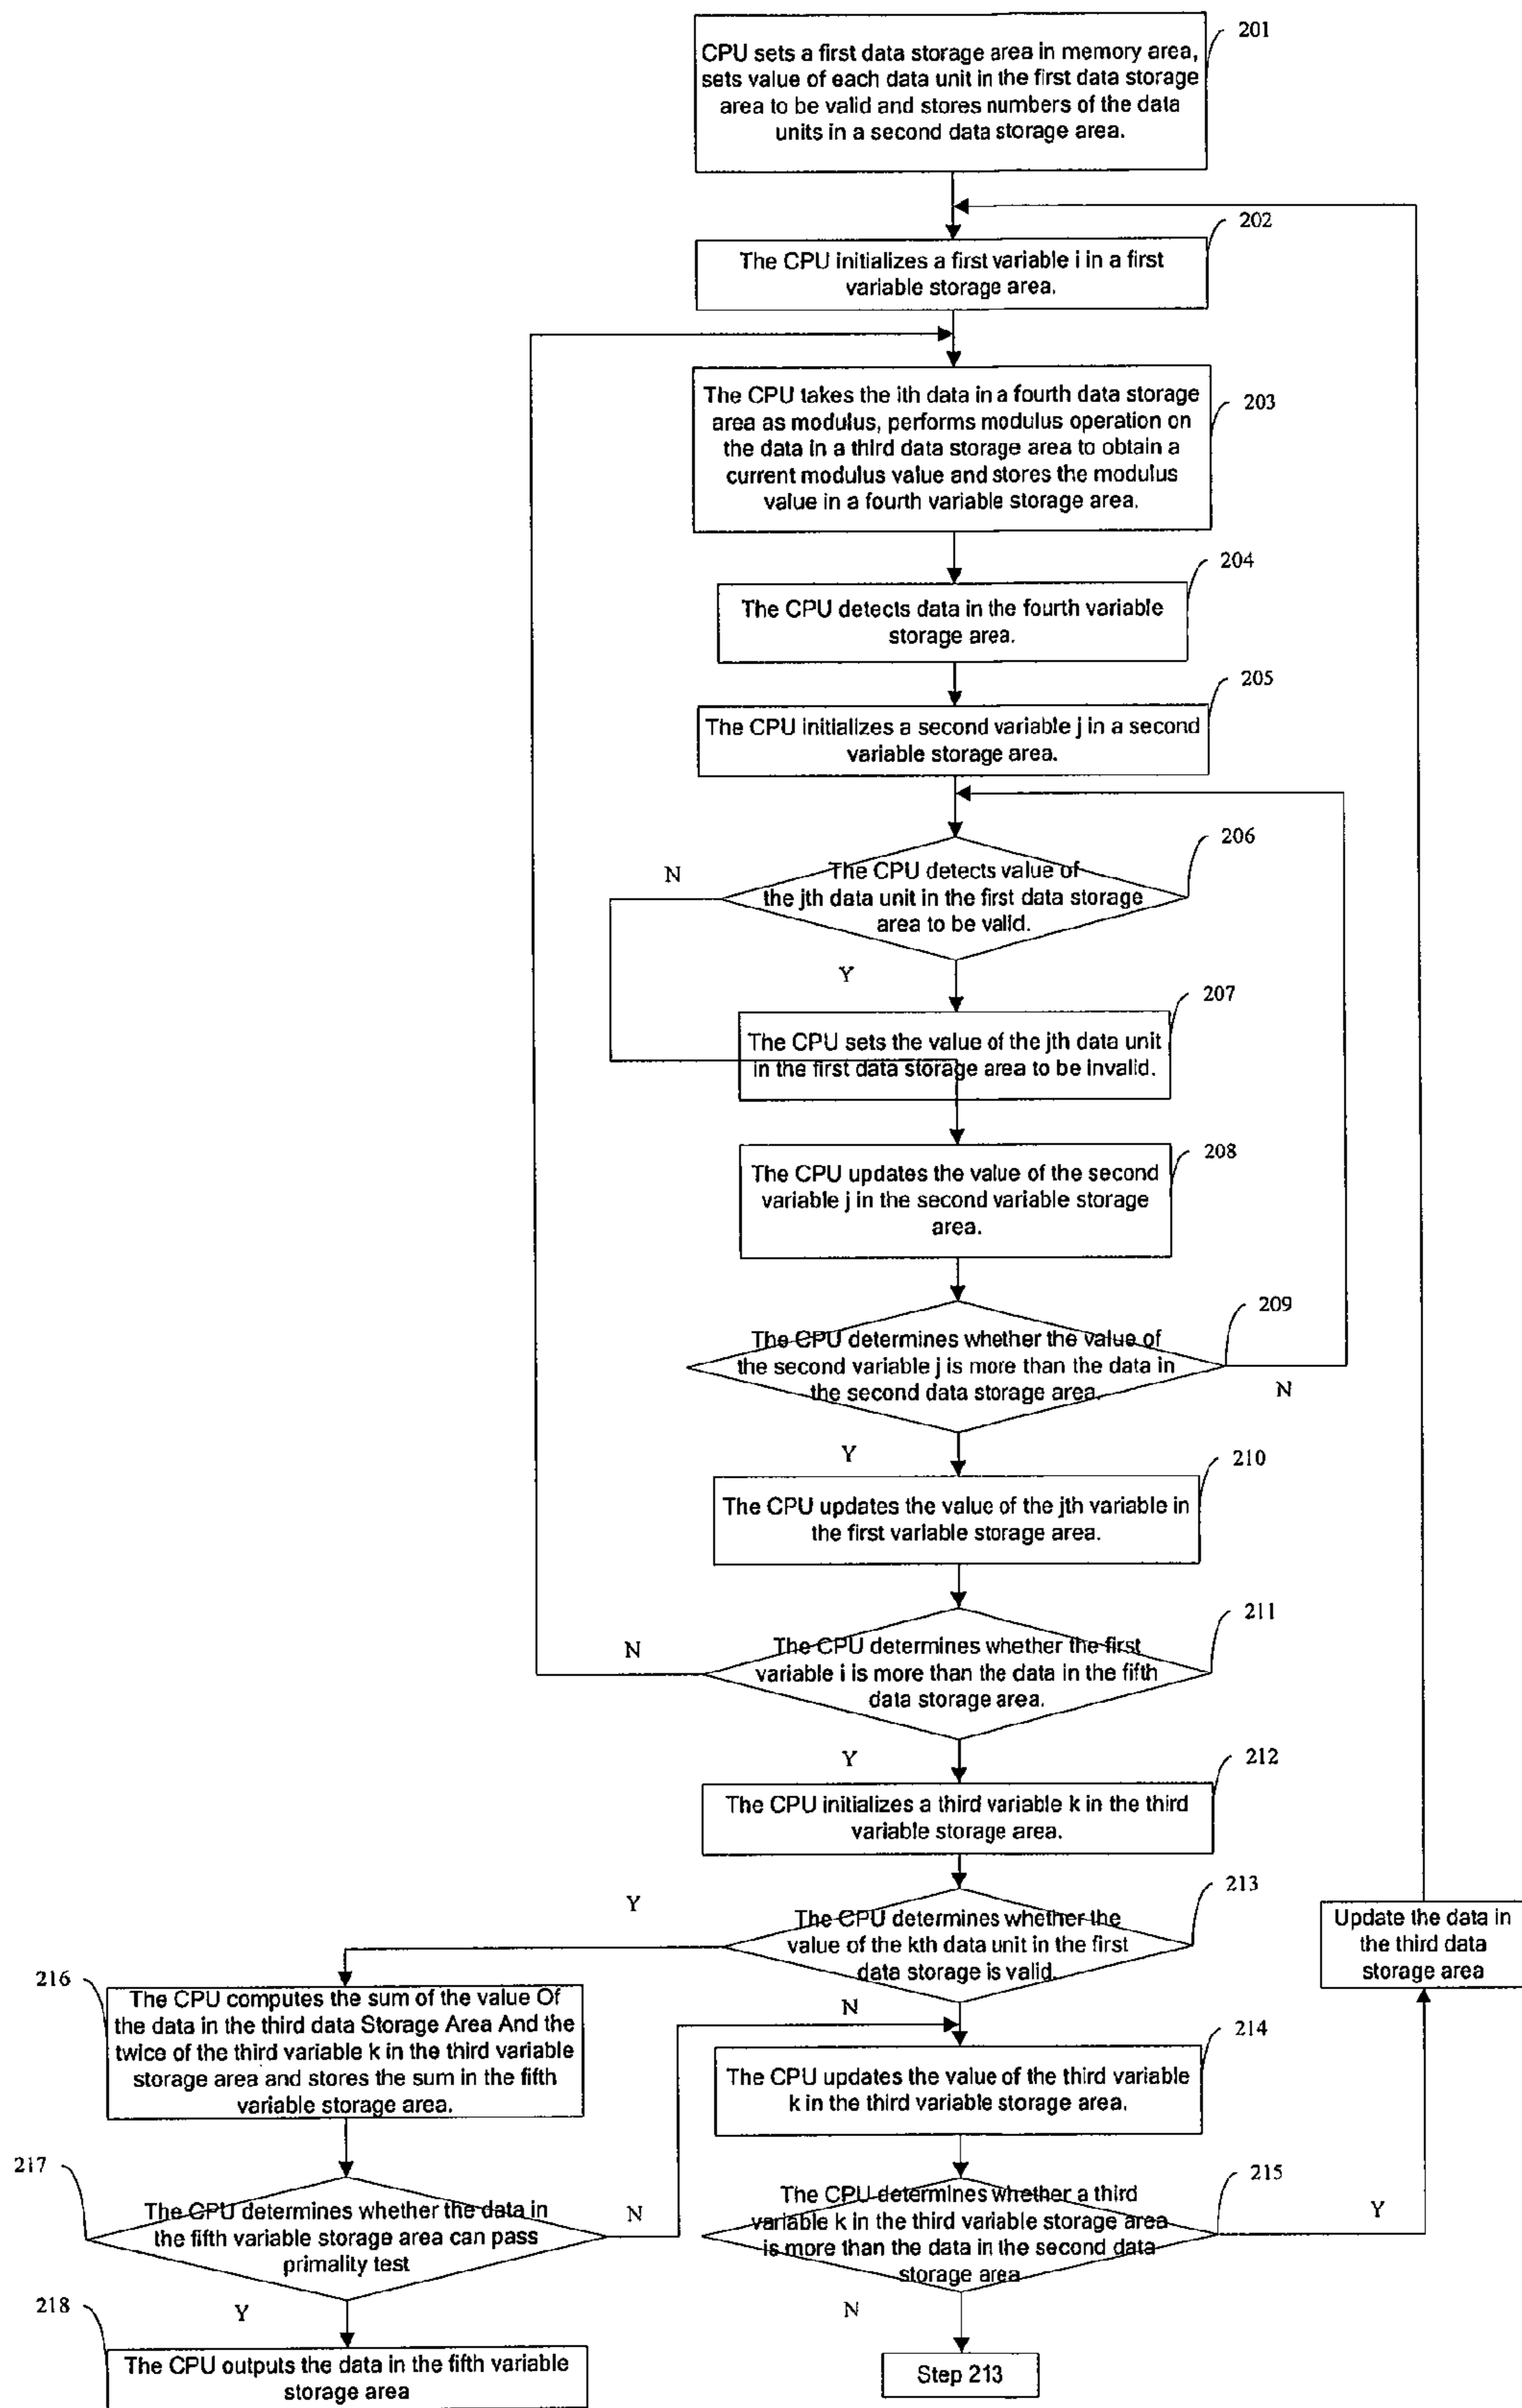 CPU sets a first data storage area in memory area,
sets value of each data unit in the first data storage
area to be valid and stores numbers of the data
units in a second data storage area.
201
The CPU initializes a first variable i in a first
variable storage area.
202
The CPU takes the ith data in a fourth data storage
area as modulus, performs modulus operation on
the data in a third data storage area to obtain a
current modulus value and stores the modulus
value in a fourth variable storage area.
203
The CPU detects data in the fourth variable
storage area.
204
The CPU initializes a second variable j in a second
variable storage area.
205
The CPU detects value of
the jth data unit in the first data storage
area to be valid.
206
N
Y
The CPU sets the value of the jth data unit
in the first data storage area to be invalid.
207
The CPU updates the value of the second
variable j in the second variable storage
area.
208
The CPU determines whether the value of
the second variable j is more than the data in
the second data storage area.
209
N
Y
The CPU updates the value of the jth variable in
the first variable storage area.
210
The CPU determines whether the first
variable i is more than the data in the fifth
data storage area.
211
N
Y
The CPU initializes a third variable k in the third
variable storage area.
212
The CPU determines whether the
value of the kth data unit in the first
data storage is valid.
213
Y
N
Update the data in
the third data
storage area
216
The CPU computes the sum of the value Of
the data in the third data Storage Area And the
twice of the third variable k in the third variable
storage area and stores the sum in the fifth
variable storage area.
The CPU updates the value of the third variable
k in the third variable storage area.
214
217
The CPU determines whether the data in
the fifth variable storage area can pass
primality test
N
Y
The CPU determines whether a third
variable k in the third variable storage area
is more than the data in the second data
storage area
215
Y
N
218
The CPU outputs the data in the fifth variable
storage area
Step 213